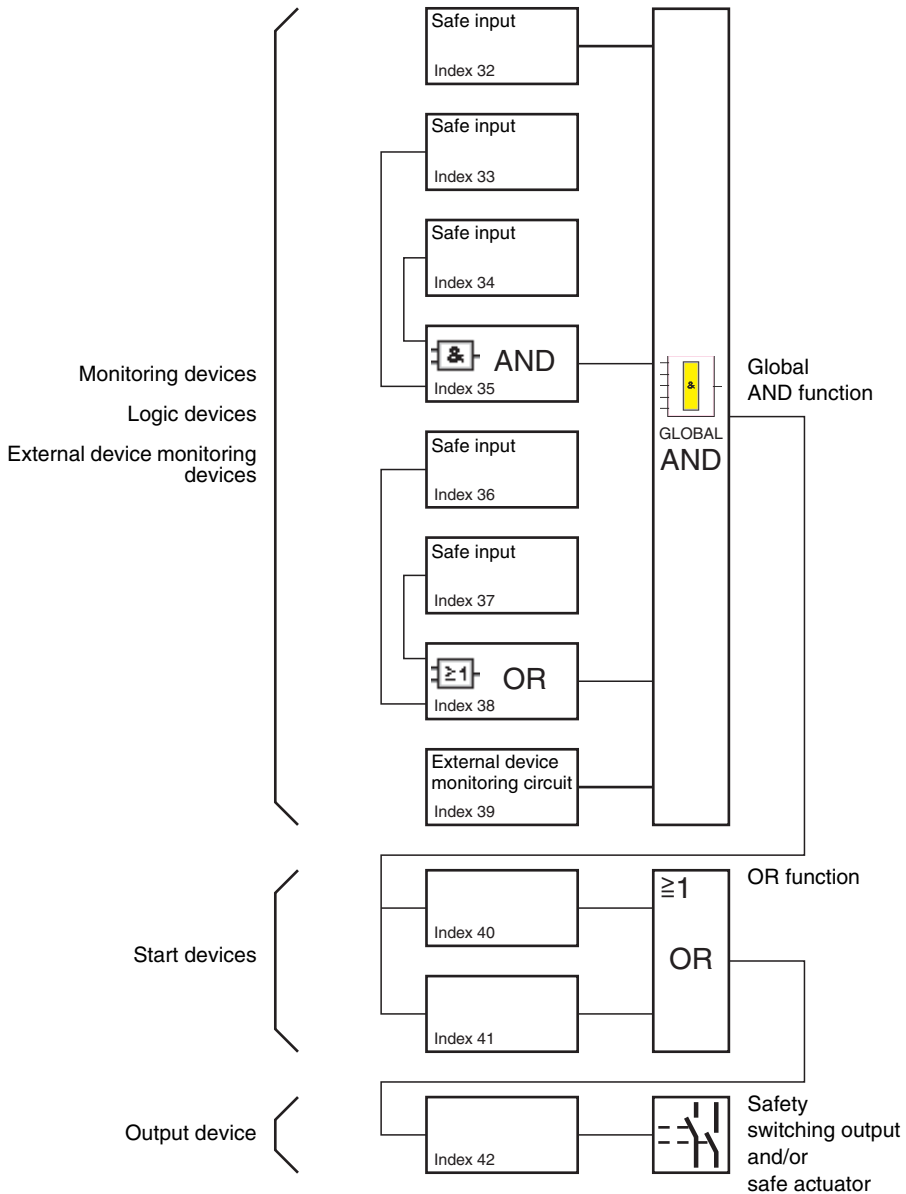 Safe input
Index 32
Safe input
Index 33
Safe input
Index 34
& AND
Index 35
Monitoring devices
Logic devices
External device monitoring
devices
Safe input
Index 36
Safe input
Index 37
≧1 OR
Index 38
External device
monitoring circuit
Index 39
&
GLOBAL
AND
Global
AND function
Start devices
Index 40
Index 41
≧1
OR
OR function
Output device
Index 42
Safety
switching output
and/or
safe actuator